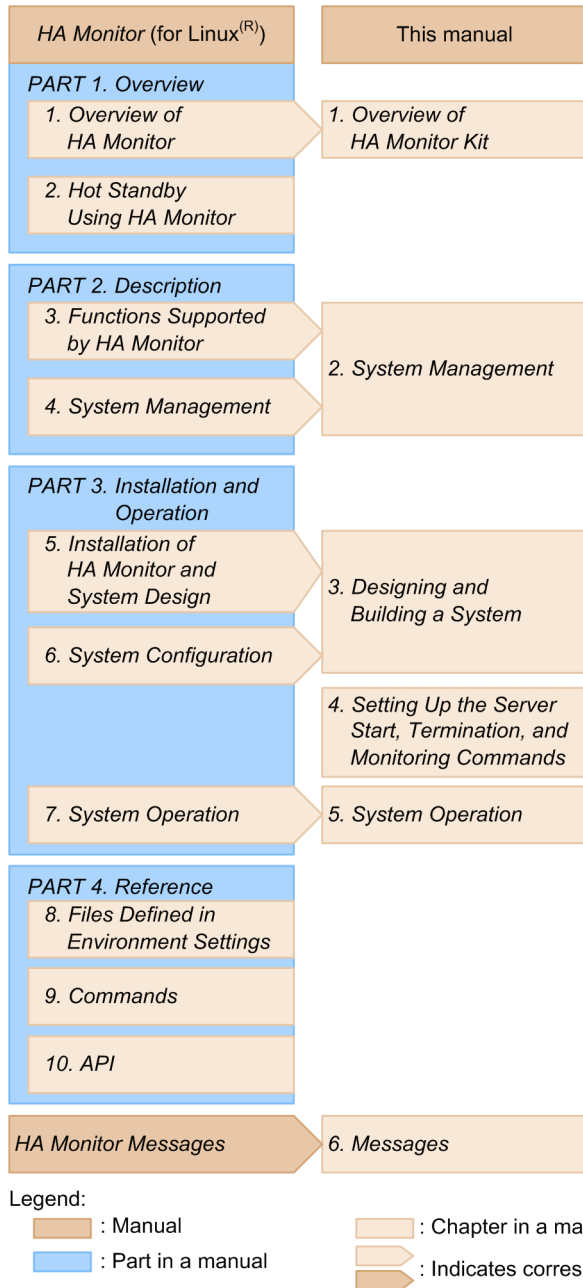 HA Monitor (for Linux(R))
This manual
PART 1. Overview
1. Overview of
HA Monitor
1. Overview of
HA Monitor Kit
2. Hot Standby
Using HA Monitor
PART 2. Description
3. Functions Supported
by HA Monitor
4. System Management
2. System Management
PART 3. Installation and
Operation
5. Installation of
HA Monitor and
System Design
6. System Configuration
3. Designing and
Building a System
4. Setting Up the Server
Start, Termination, and
Monitoring Commands
7. System Operation
5. System Operation
PART 4. Reference
8. Files Defined in
Environment Settings
9. Commands
10. API
HA Monitor Messages
6. Messages
Legend:
: Manual
: Part in a manual
: Chapter in a ma
: Indicates corres